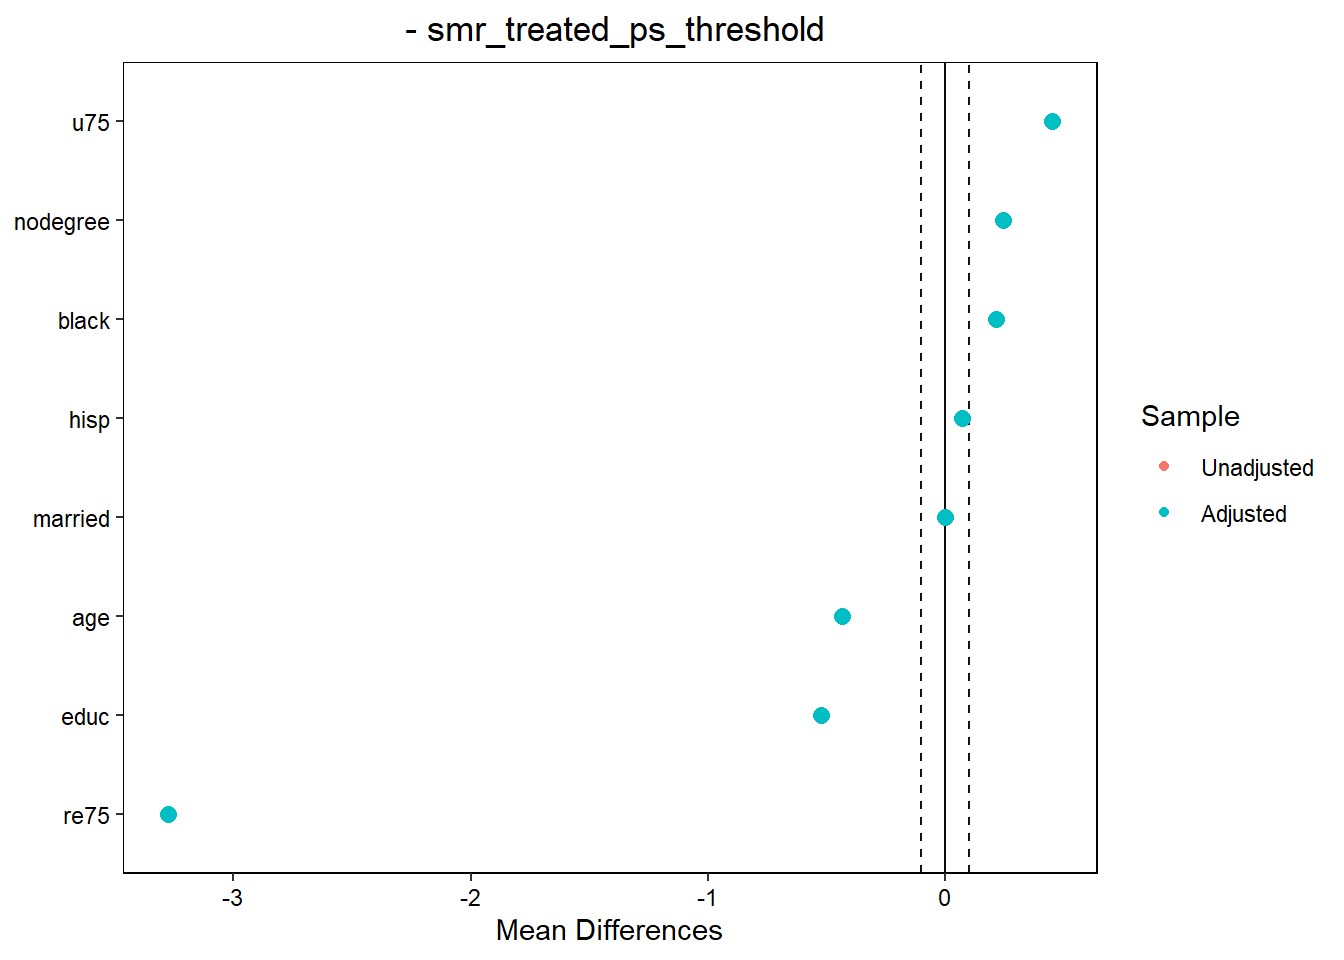 - smr_treated_ps_threshold
u75
nodegree
black
hisp
married
age
educ
re75
-3
-2
-1
0
Mean Differences
Sample
Unadjusted
Adjusted